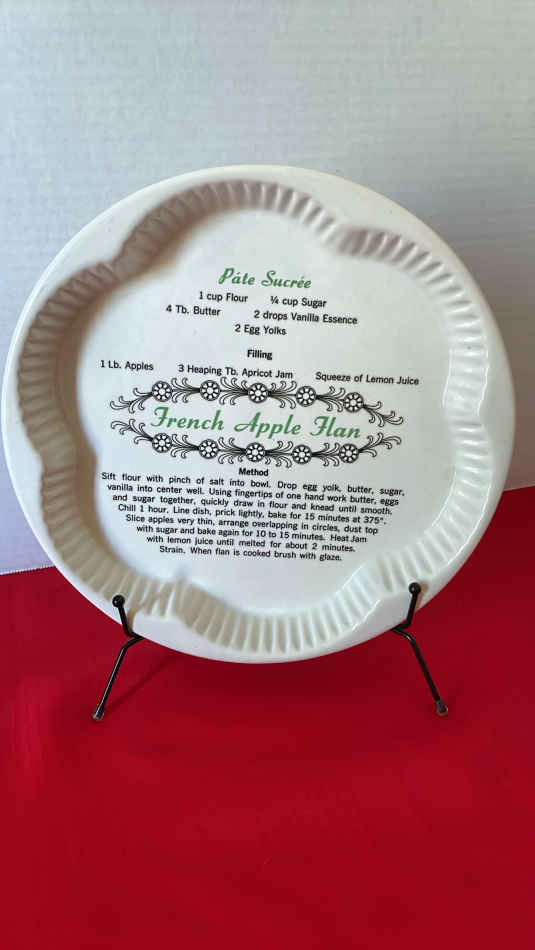 Pâte Sucrée
1 cup Flour ¼ cup Sugar
4 Tb. Butter 2 drops Vanilla Essence
2 Egg Yolks
Filling
1 Lb. Apples 3 Heaping Tb. Apricot Jam Squeeze of Lemon Juice
French Apple Flan
Method
Sift flour with pinch of salt into bowl. Drop egg yolk, butter, sugar,
vanilla into center well. Using fingertips of one hand work butter, eggs
and sugar together, quickly draw in flour and knead until smooth.
Chill 1 hour. Line dish, prick lightly, bake for 15 minutes at 375°.
Slice apples very thin, arrange overlapping in circles, dust top
with sugar and bake again for 10 to 15 minutes. Heat Jam
with lemon juice until melted for about 2 minutes.
Strain. When flan is cooked brush with glaze.